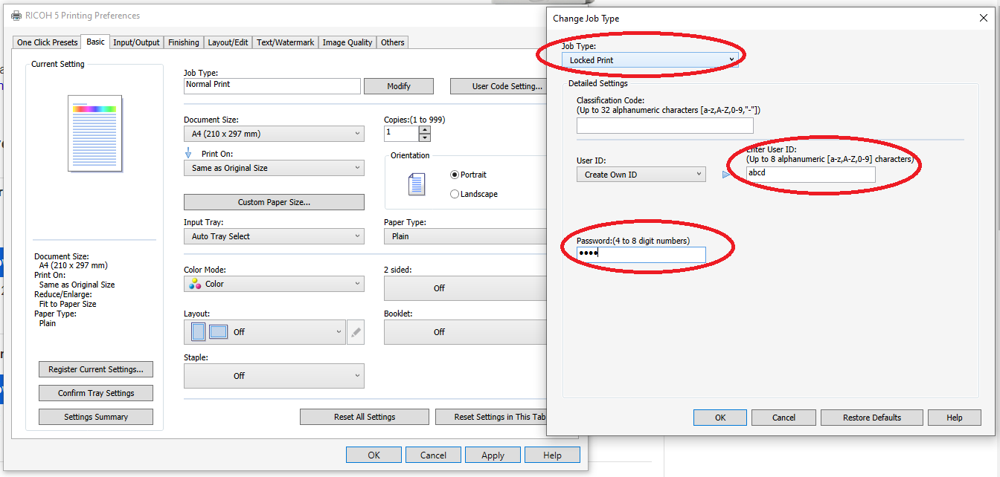 RICOH 5 Printing Preferences
One Click Presets
Basic
Input/Output
Finishing
Layout/Edit
Text/Watermark
Image Quality
Others
Current Setting
Document Size:
A4 (210 x 297 mm)
Print On:
Same as Original Size
Reduce/Enlarge:
Fit to Paper Size
Paper Type:
Plain
Register Current Settings...
Confirm Tray Settings
Settings Summary
Job Type:
Normal Print
Modify
User Code Setting...
Document Size:
A4 (210 x 297 mm)
Copies:(1 to 999)
1
Print On:
Same as Original Size
Orientation
Portrait
Landscape
Custom Paper Size...
Input Tray:
Auto Tray Select
Paper Type:
Plain
Color Mode:
Color
2 sided:
Off
Layout:
Off
Booklet:
Off
Staple:
Off
Reset All Settings
Reset Settings in This Tab
OK
Cancel
Apply
Help
Change Job Type
Job Type:
Locked Print
Detailed Settings
Classification Code:
(Up to 32 alphanumeric characters [a-z,A-Z,0-9,"-"])
User ID:
Create Own ID
Enter User ID:
(Up to 8 alphanumeric [a-z,A-Z,0-9] characters)
abcd
Password:(4 to 8 digit numbers)
••••
OK
Cancel
Restore Defaults
Help